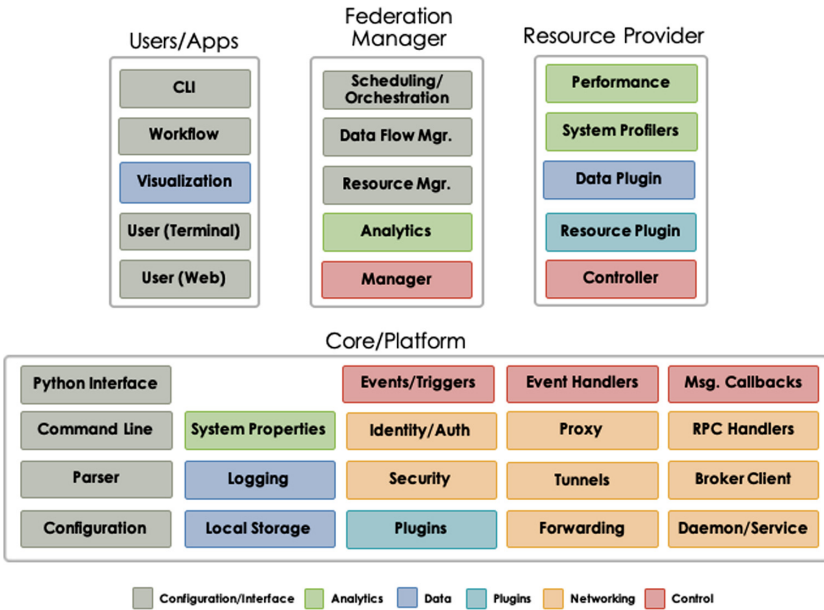 Users/Apps
CLI
Workflow
Visualization
User (Terminal)
User (Web)
Federation
Manager
Scheduling/
Orchestration
Data Flow Mgr.
Resource Mgr.
Analytics
Manager
Resource Provider
Performance
System Profilers
Data Plugin
Resource Plugin
Controller
Core/Platform
Python Interface
Events/Triggers
Event Handlers
Msg. Callbacks
Command Line
System Properties
Identity/Auth
Proxy
RPC Handlers
Parser
Logging
Security
Tunnels
Broker Client
Configuration
Local Storage
Plugins
Forwarding
Daemon/Service
Configuration/Interface
Analytics
Data
Plugins
Networking
Control